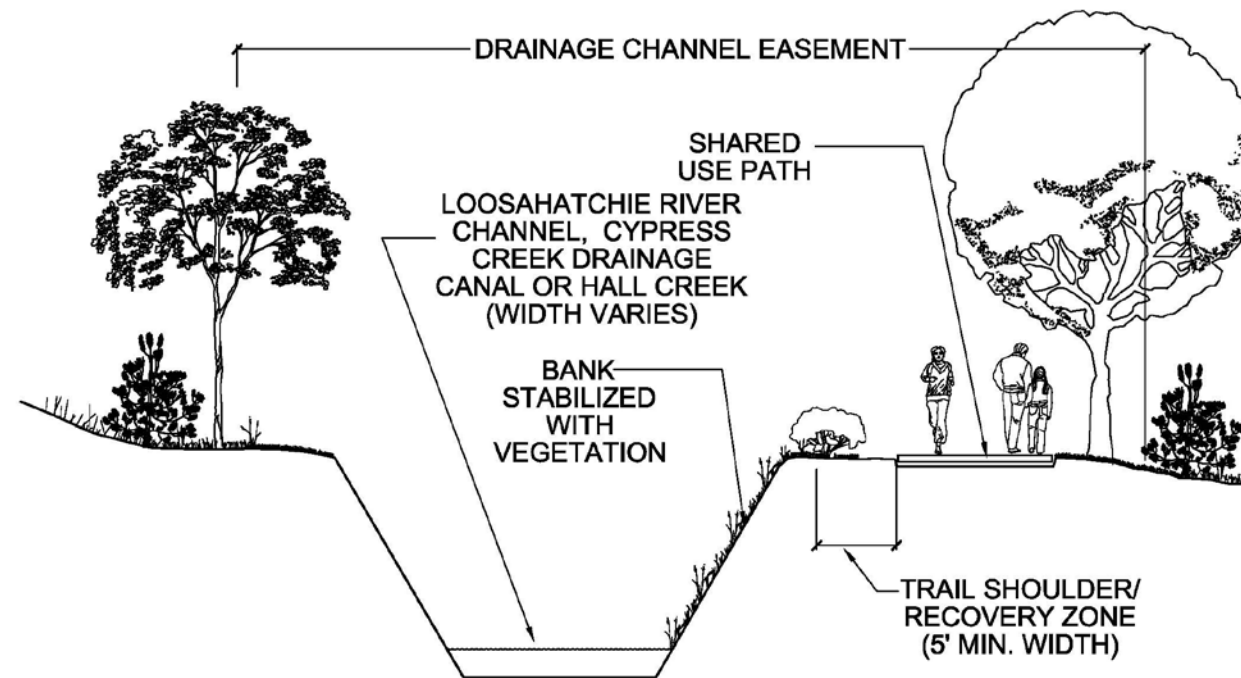 DRAINAGE CHANNEL EASEMENT
SHARED
USE PATH
LOOSAHATCHIE RIVER
CHANNEL, CYPRESS
CREEK DRAINAGE
CANAL OR HALL CREEK
(WIDTH VARIES)
BANK
STABILIZED
WITH
VEGETATION
TRAIL SHOULDER/
RECOVERY ZONE
(5' MIN. WIDTH)